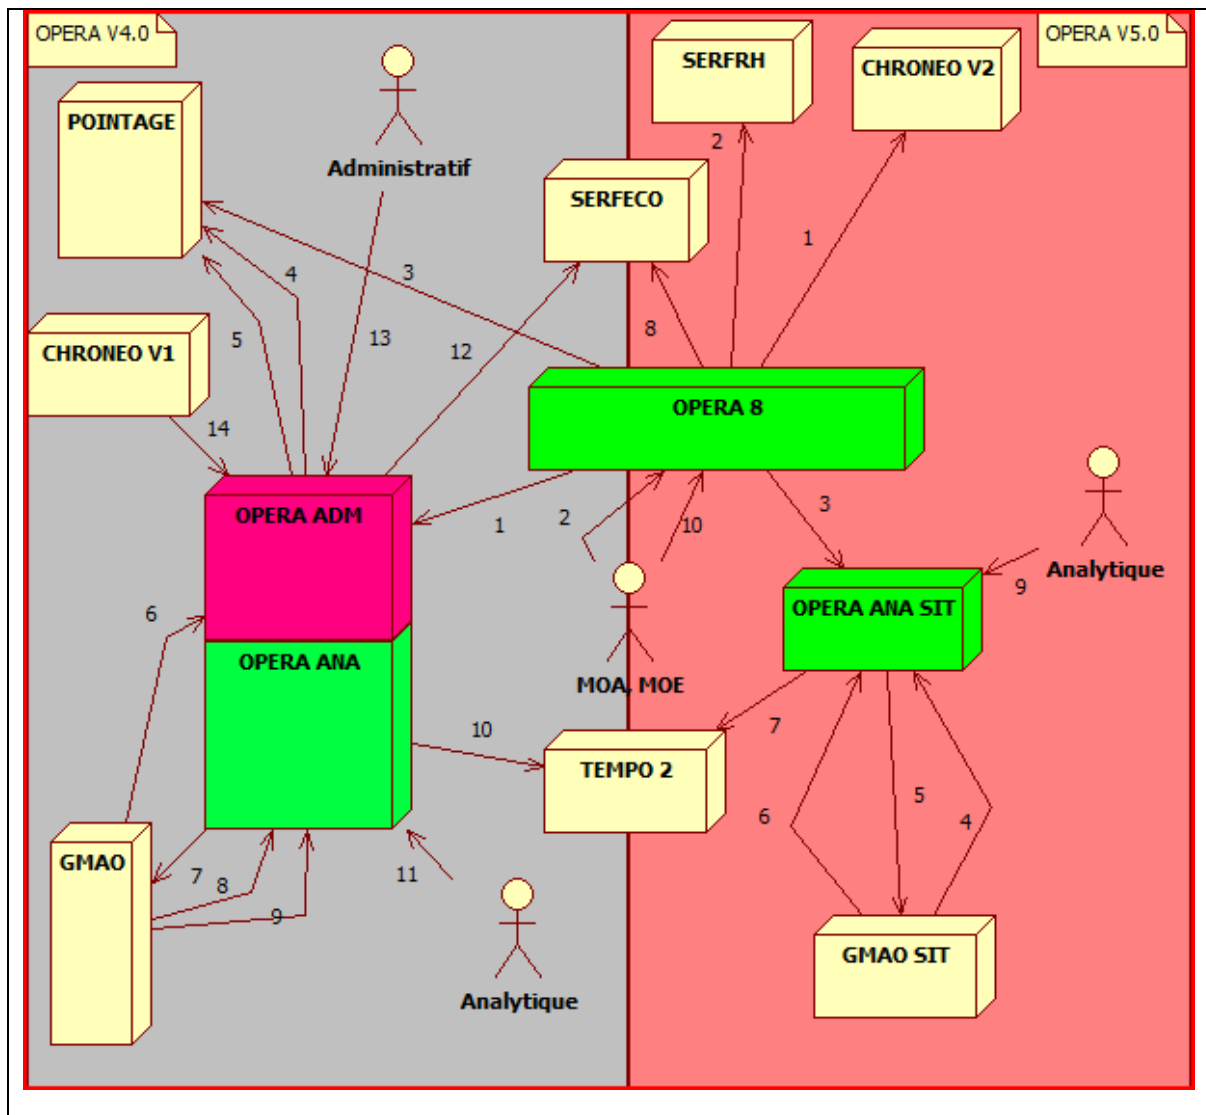 OPERA V4.0
OPERA V5.0
SERFRH
CHRONEO V2
POINTAGE
Administratif
2
SERFECO
1
4
3
13
5
12
8
CHRONEO V1
OPERA 8
14
OPERA ADM
1
2
10
3
Analytique
9
OPERA ANA SIT
6
OPERA ANA
MOA, MOE
10
7
TEMPO 2
5
6
4
GMAO
7
8
11
9
GMAO SIT
Analytique